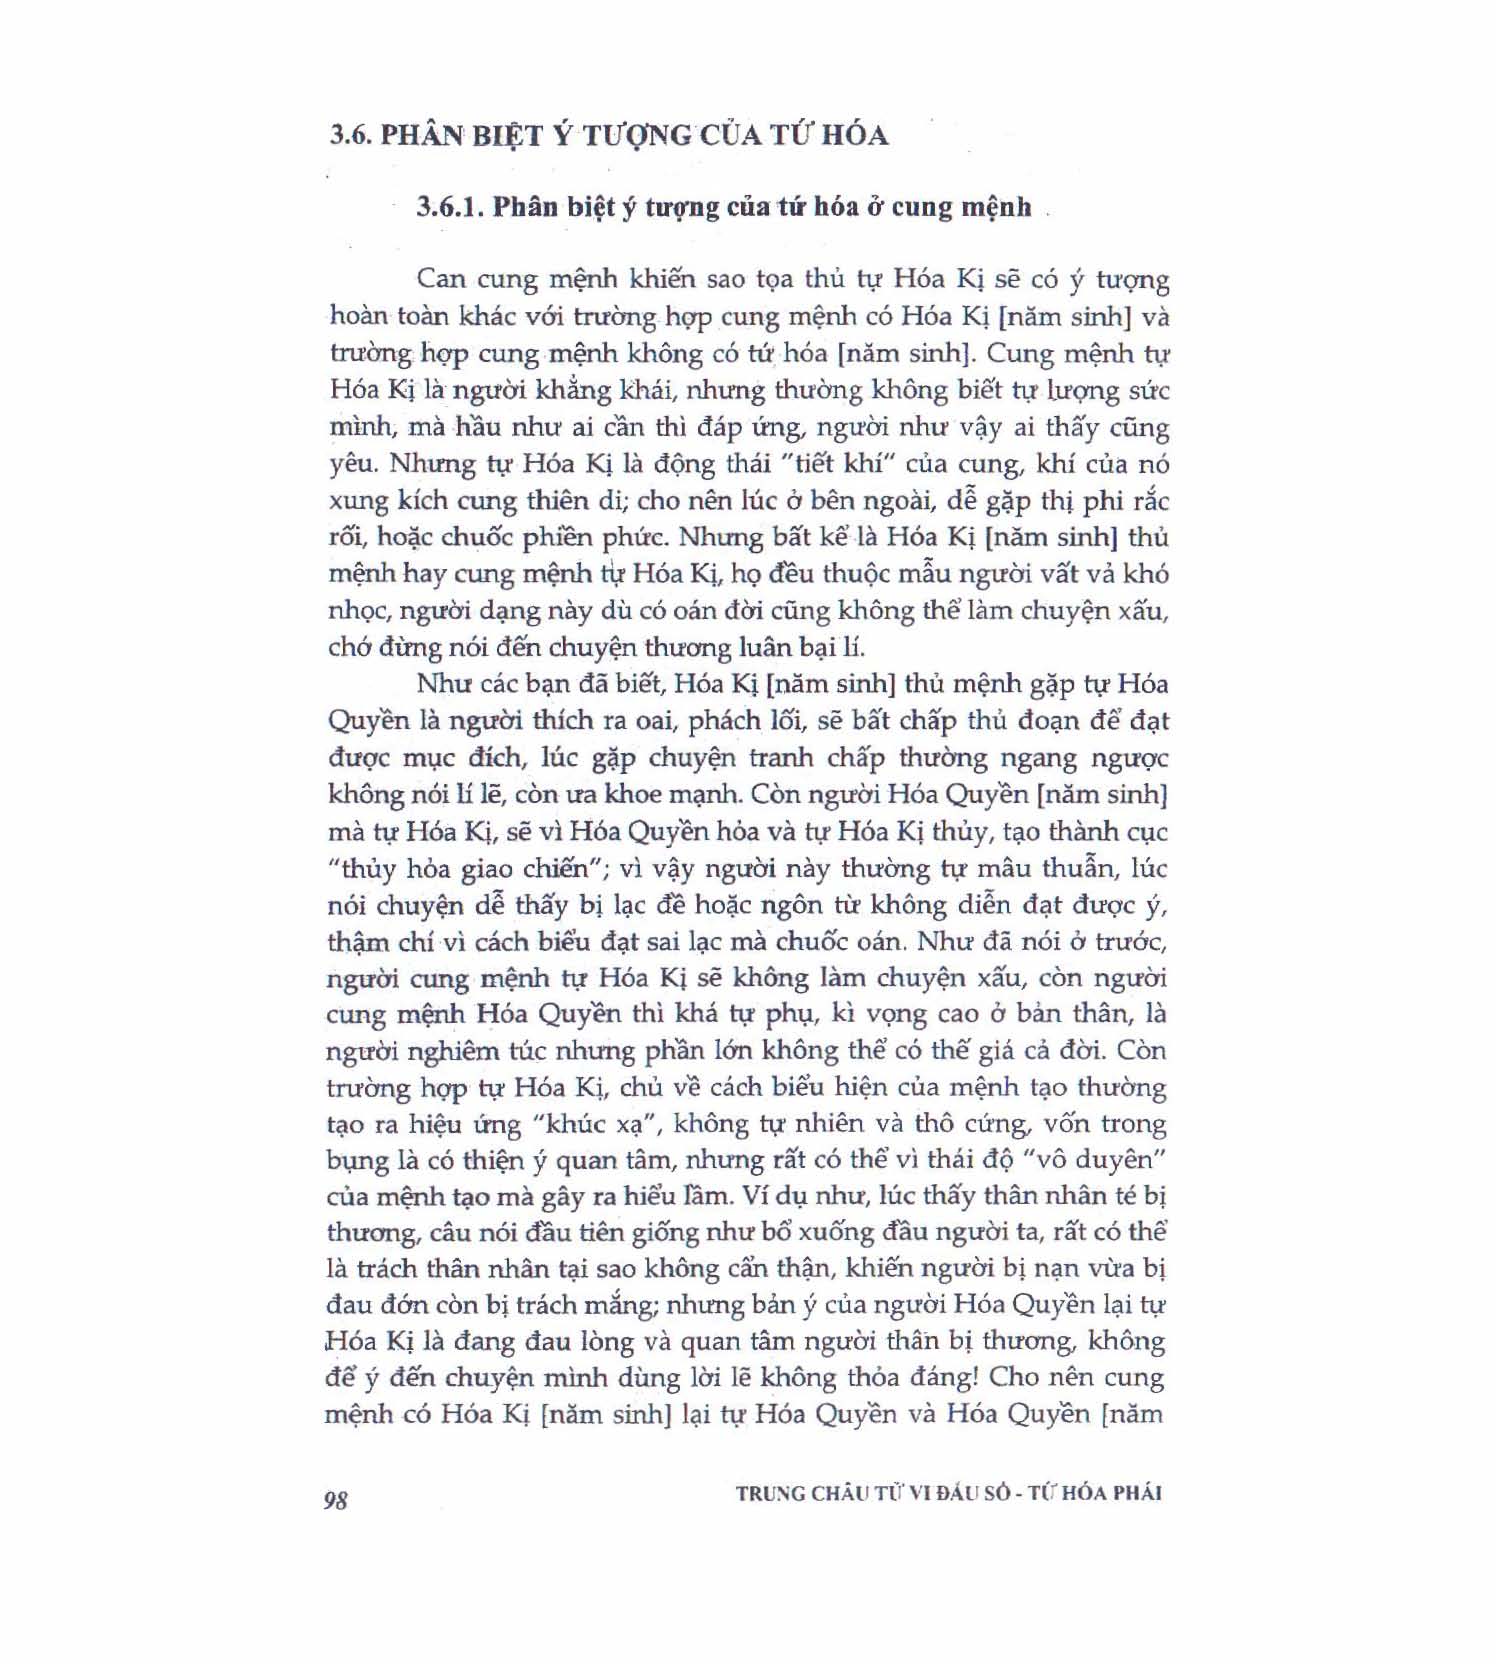 3.6. PHÂN BIỆT Ý TƯỢNG CỦA TỨ HÓA
3.6.1. Phân biệt ý tượng của tứ hóa ở cung mệnh
Can cung mệnh khiến sao tọa thủ tự Hóa Kị sẽ có ý tượng
hoàn toàn khác với trường hợp cung mệnh có Hóa Kị [năm sinh] và
trường hợp cung mệnh không có tứ hóa [năm sinh]. Cung mệnh tự
Hóa Kị là người khẳng khái, nhưng thường không biết tự lượng sức
mình, mà hầu như ai cần thì đáp ứng, người như vậy ai thấy cũng
yêu. Nhưng tự Hóa Kị là động thái "tiết khí" của cung, khí của nó
xung kích cung thiên di; cho nên lúc ở bên ngoài, dễ gặp thị phi rắc
rối, hoặc chuốc phiền phức. Nhưng bất kể là Hóa Kị [năm sinh] thủ
mệnh hay cung mệnh tự Hóa Kị, họ đều thuộc mẫu người vất vả khó
nhọc, người dạng này dù có oán đời cũng không thể làm chuyện xấu,
chớ đừng nói đến chuyện thương luân bại lí.
Như các bạn đã biết, Hóa Kị [năm sinh] thủ mệnh gặp tự Hóa
Quyền là người thích ra oai, phách lối, sẽ bất chấp thủ đoạn để đạt
được mục đích, lúc gặp chuyện tranh chấp thường ngang ngược
không nói lí lẽ, còn ưa khoe mạnh. Còn người Hóa Quyền [năm sinh]
mà tự Hóa Kị, sẽ vì Hóa Quyền hỏa và tự Hóa Kị thủy, tạo thành cục
"thủy hỏa giao chiến"; vì vậy người này thường tự mâu thuẫn, lúc
nói chuyện dễ thấy bị lạc đề hoặc ngôn từ không diễn đạt được ý,
thậm chí vì cách biểu đạt sai lạc mà chuốc oán. Như đã nói ở trước,
người cung mệnh tự Hóa Kị sẽ không làm chuyện xấu, còn người
cung mệnh Hóa Quyền thì khá tự phụ, kì vọng cao ở bản thân, là
người nghiêm túc nhưng phần lớn không thể có thế giá cả đời. Còn
trường hợp tự Hóa Kị, chủ về cách biểu hiện của mệnh tạo thường
tạo ra hiệu ứng "khúc xạ", không tự nhiên và thô cứng, vốn trong
bụng là có thiện ý quan tâm, nhưng rất có thể vì thái độ "vô duyên"
của mệnh tạo mà gây ra hiểu lầm. Ví dụ như, lúc thấy thân nhân té bị
thương, câu nói đầu tiên giống như bổ xuống đầu người ta, rất có thể
là trách thân nhân tại sao không cẩn thận, khiến người bị nạn vừa bị
đau đớn còn bị trách mắng; nhưng bản ý của người Hóa Quyền lại tự
Hóa Kị là đang đau lòng và quan tâm người thân bị thương, không
để ý đến chuyện mình dùng lời lẽ không thỏa đáng! Cho nên cung
mệnh có Hóa Kị [năm sinh] lại tự Hóa Quyền và Hóa Quyền [năm
98
TRUNG CHÂU TỬ VI ĐẨU SỐ - TỨ HÓA PHÁI